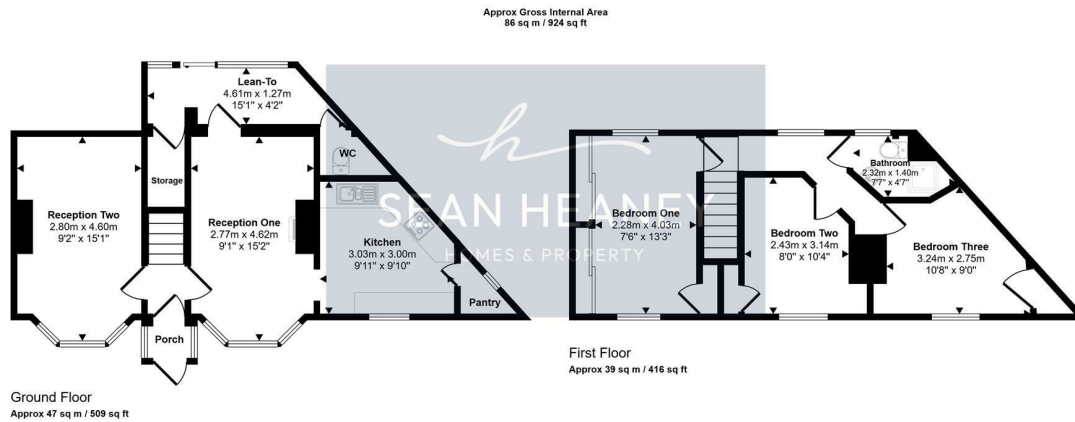 Approx Gross Internal Area
86 sq m / 924 sq ft
Lean-To
4.61m x 1.27m
15'1" x 4'2"
WC
Storage
Reception Two
2.80m x 4.60m
9'2" x 15'1"
Reception One
2.77m x 4.62m
9'1" x 15'2"
Kitchen
3.03m x 3.00m
9'11" x 9'10"
Pantry
Porch
Ground Floor
Approx 47 sq m / 509 sq ft
SEAN HEANEY
HOMES & PROPERTY
Bathroom
2.32m x 1.40m
7'7" x 4'7"
Bedroom One
2.28m x 4.03m
7'6" x 13'3"
Bedroom Two
2.43m x 3.14m
8'0" x 10'4"
Bedroom Three
3.24m x 2.75m
10'8" x 9'0"
First Floor
Approx 39 sq m / 416 sq ft